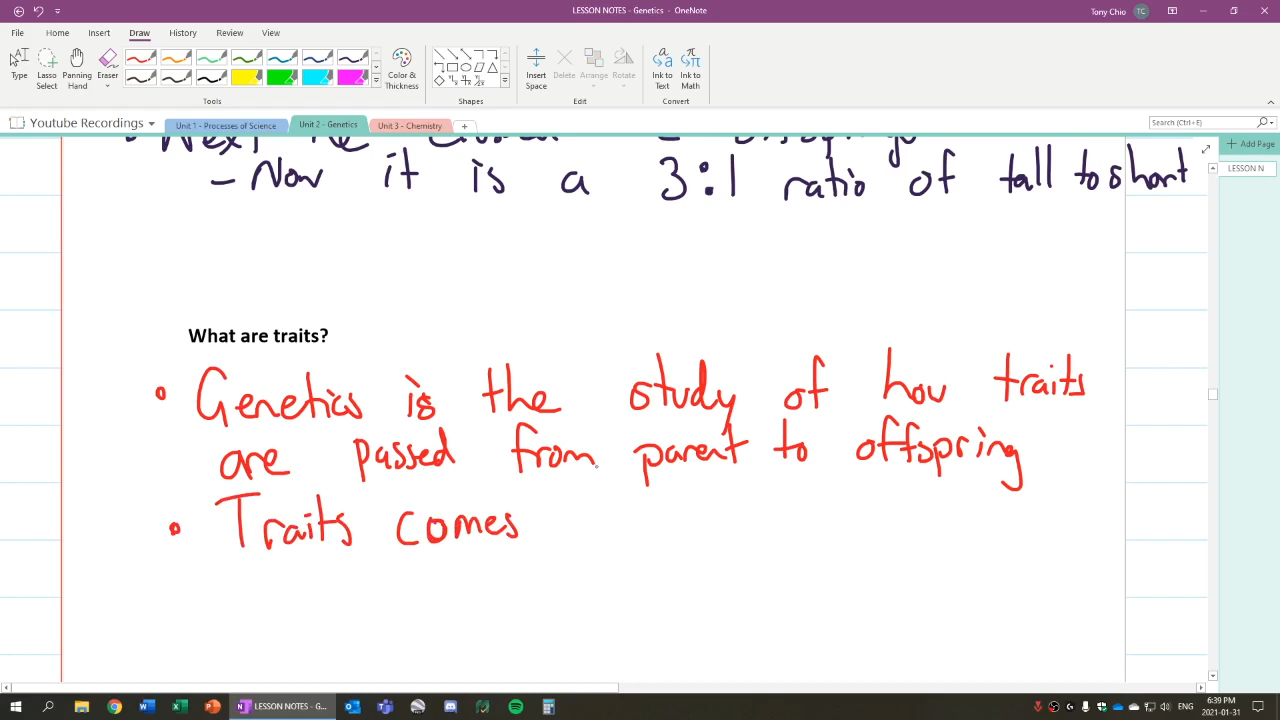 LESSON NOTES - Genetics - OneNote
Tony Chio TC
File Home Insert Draw History Review View
Type Lasso Select Panning Hand Eraser Color & Thickness Insert Space Delete Arrange Rotate Ink to Text Ink to Math
Tools Shapes Edit Convert
Youtube Recordings Unit 1 - Processes of Science Unit 2 - Genetics Unit 3 - Chemistry Search (Ctrl+E)
Add Page
LESSON N
- Now it is a 3:1 ratio of tall to short
What are traits?
• Genetics is the study of how traits
are passed from parent to offspring
• Traits comes
LESSON NOTES - G...
ENG 6:39 PM
2021-01-31